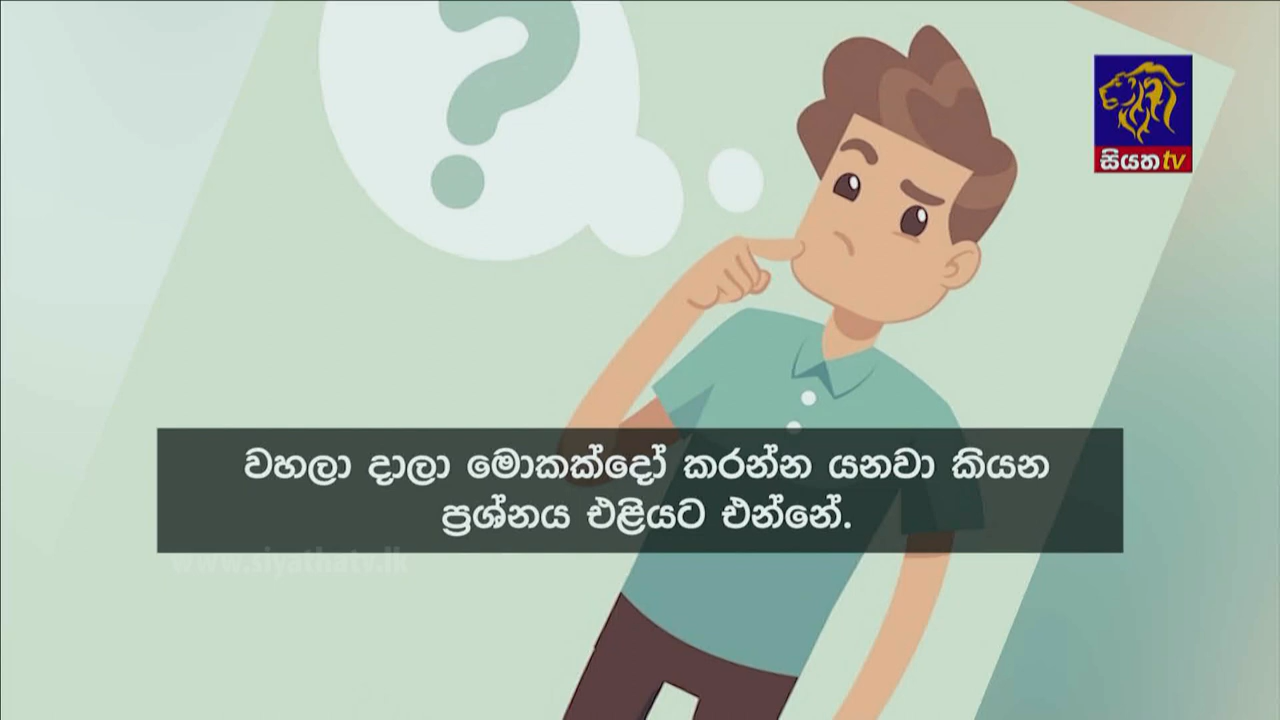 සියත tv
වහලා දාලා මොකක්දෝ කරන්න යනවා කියන
ප්‍රශ්නය එළියට එන්නේ.
www.siyathatv.lk